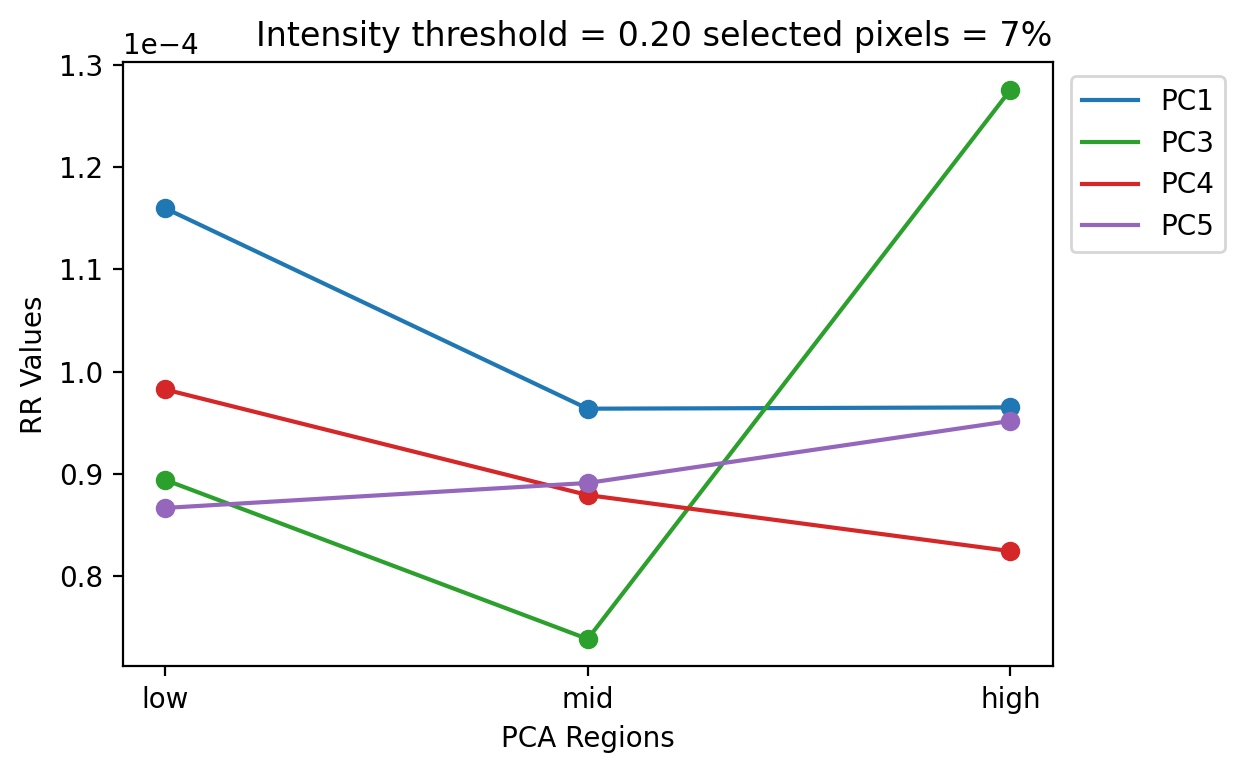 Intensity threshold = 0.20 selected pixels = 7%
1e−4
1.3
1.2
1.1
1.0
0.9
0.8
RR Values
low
mid
high
PCA Regions
PC1
PC3
PC4
PC5